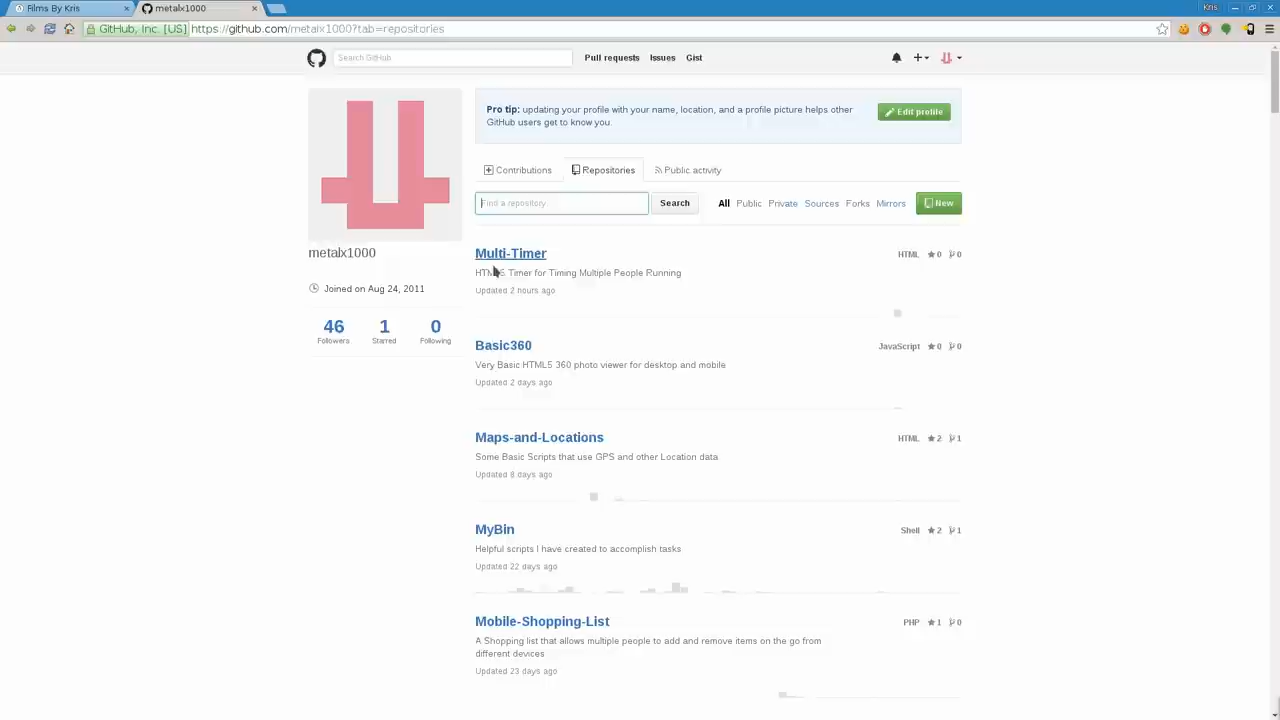 Films By Kris
metalx1000
Kris
GitHub, Inc. [US] https://github.com/metalx1000?tab=repositories
Search GitHub
Pull requests Issues Gist
Pro tip: updating your profile with your name, location, and a profile picture helps other
GitHub users get to know you.
Edit profile
Contributions Repositories Public activity
Find a repository
Search
All Public Private Sources Forks Mirrors
New
metalx1000
Joined on Aug 24, 2011
46 1 0
Followers Starred Following
Multi-Timer
HTML 0 0
HTML5 Timer for Timing Multiple People Running
Updated 2 hours ago
Basic360
JavaScript 0 0
Very Basic HTML5 360 photo viewer for desktop and mobile
Updated 2 days ago
Maps-and-Locations
HTML 2 1
Some Basic Scripts that use GPS and other Location data
Updated 8 days ago
MyBin
Shell 2 1
Helpful scripts I have created to accomplish tasks
Updated 22 days ago
Mobile-Shopping-List
PHP 1 0
A Shopping list that allows multiple people to add and remove items on the go from
different devices
Updated 23 days ago